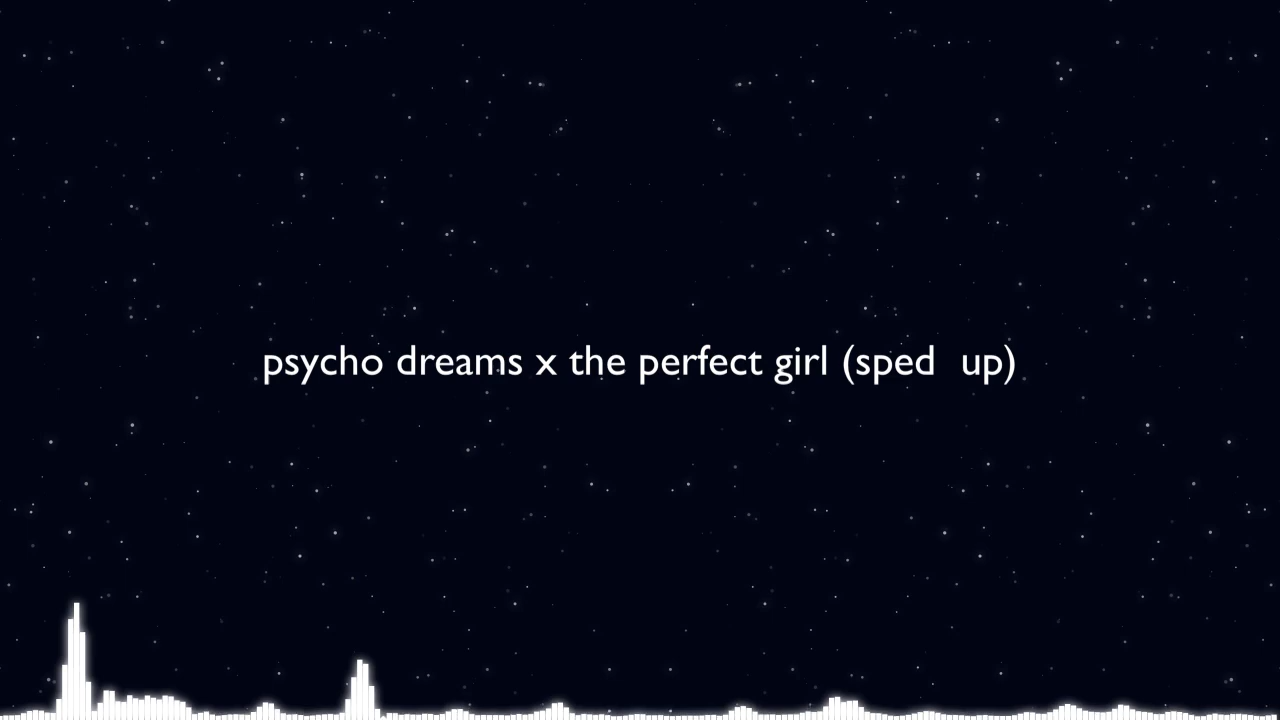 psycho dreams x the perfect girl (sped  up)